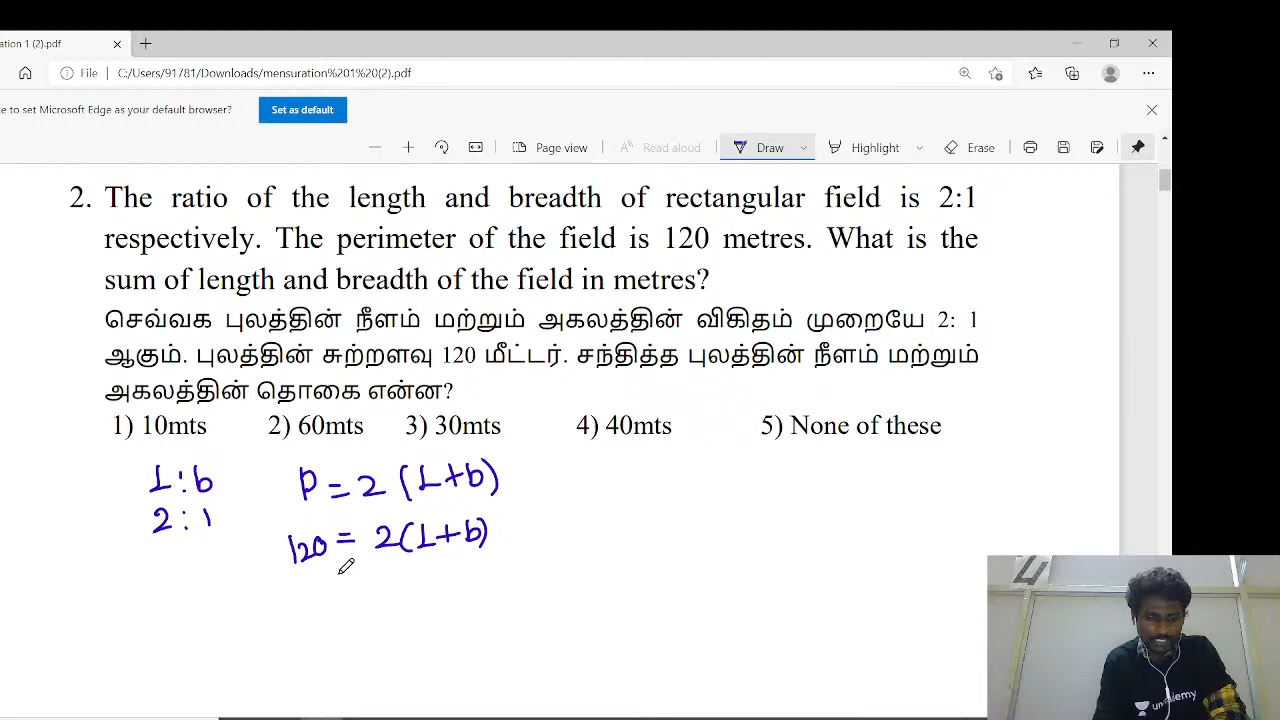 ation 1 (2).pdf
File C:/Users/91781/Downloads/mensuration%201%20(2).pdf
e to set Microsoft Edge as your default browser? Set as default
Page view Read aloud Draw Highlight Erase
2. The ratio of the length and breadth of rectangular field is 2:1
respectively. The perimeter of the field is 120 metres. What is the
sum of length and breadth of the field in metres?
செவ்வக புலத்தின் நீளம் மற்றும் அகலத்தின் விகிதம் முறையே 2: 1
ஆகும். புலத்தின் சுற்றளவு 120 மீட்டர். சந்தித்த புலத்தின் நீளம் மற்றும்
அகலத்தின் தொகை என்ன?
1) 10mts 2) 60mts 3) 30mts 4) 40mts 5) None of these
L:b P=2(L+b)
2:1
120=2(L+b)